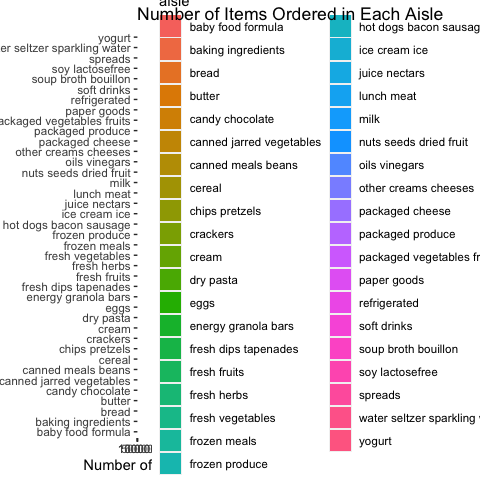 aisle
Number of Items Ordered in Each Aisle
yogurt
er seltzer sparkling water
spreads
soy lactosefree
soup broth bouillon
soft drinks
refrigerated
paper goods
ackaged vegetables fruits
packaged produce
packaged cheese
other creams cheeses
oils vinegars
nuts seeds dried fruit
milk
lunch meat
juice nectars
ice cream ice
hot dogs bacon sausage
frozen produce
frozen meals
fresh vegetables
fresh herbs
fresh fruits
fresh dips tapenades
energy granola bars
eggs
dry pasta
cream
crackers
chips pretzels
cereal
canned meals beans
canned jarred vegetables
candy chocolate
butter
bread
baking ingredients
baby food formula
Number of
baby food formula
baking ingredients
bread
butter
candy chocolate
canned jarred vegetables
canned meals beans
cereal
chips pretzels
crackers
cream
dry pasta
eggs
energy granola bars
fresh dips tapenades
fresh fruits
fresh herbs
fresh vegetables
frozen meals
frozen produce
hot dogs bacon sausag
ice cream ice
juice nectars
lunch meat
milk
nuts seeds dried fruit
oils vinegars
other creams cheeses
packaged cheese
packaged produce
packaged vegetables fr
paper goods
refrigerated
soft drinks
soup broth bouillon
soy lactosefree
spreads
water seltzer sparkling
yogurt